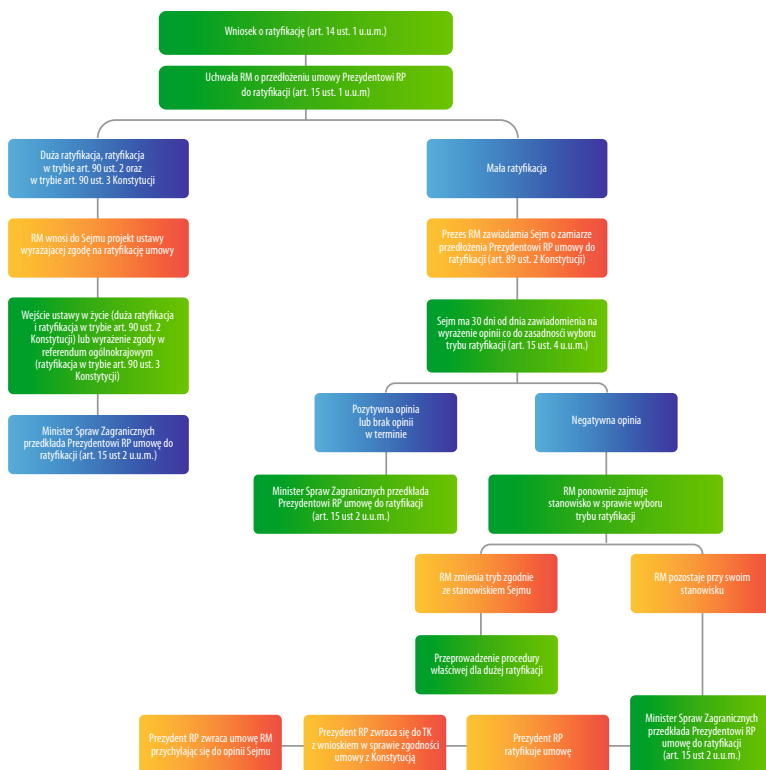 Wniosek o ratyfikację (art. 14 ust. 1 u.u.m.)
Uchwała RM o przedłożeniu umowy Prezydentowi RP
do ratyfikacji (art. 15 ust. 1 u.u.m)
Duża ratyfikacja, ratyfikacja
w trybie art. 90 ust. 2 oraz
w trybie art. 90 ust. 3 Konstytucji
Mała ratyfikacja
RM wnosi do Sejmu projekt ustawy
wyrażającej zgodę na ratyfikację umowy
Prezes RM zawiadamia Sejm o zamiarze
przedłożenia Prezydentowi RP umowy do
ratyfikacji (art. 89 ust. 2 Konstytucji)
Wejście ustawy w życie (duża ratyfikacja
i ratyfikacja w trybie art. 90 ust. 2
Konstytucji) lub wyrażenie zgody w
referendum ogólnokrajowym
(ratyfikacja w trybie art. 90 ust. 3
Konstytycji)
Sejm ma 30 dni od dnia zawiadomienia na
wyrażenie opinii co do zasadnosći wyboru
trybu ratyfikacji (art. 15 ust. 4 u.u.m.)
Minister Spraw Zagranicznych
przedkłada Prezydentowi RP umowę do
ratyfikacji (art. 15 ust 2 u.u.m.)
Pozytywna opinia
lub brak opinii
w terminie
Negatywna opinia
Minister Spraw Zagranicznych przedkłada
Prezydentowi RP umowę do ratyfikacji
(art. 15 ust 2 u.u.m.)
RM ponownie zajmuje
stanowisko w sprawie wyboru
trybu ratyfikacji
RM zmienia tryb zgodnie
ze stanowiskiem Sejmu
RM pozostaje przy swoim
stanowisku
Przeprowadzenie procedury
właściwej dla dużej ratyfikacji
Prezydent RP zwraca umowę RM
przychylając się do opinii Sejmu
Prezydent RP zwraca się do TK
z wnioskiem w sprawie zgodności
umowy z Konstytucją
Prezydent RP
ratyfikuje umowę
Minister Spraw Zagranicznych
przedkłada Prezydentowi RP
umowę do ratyfikacji
(art. 15 ust 2 u.u.m.)